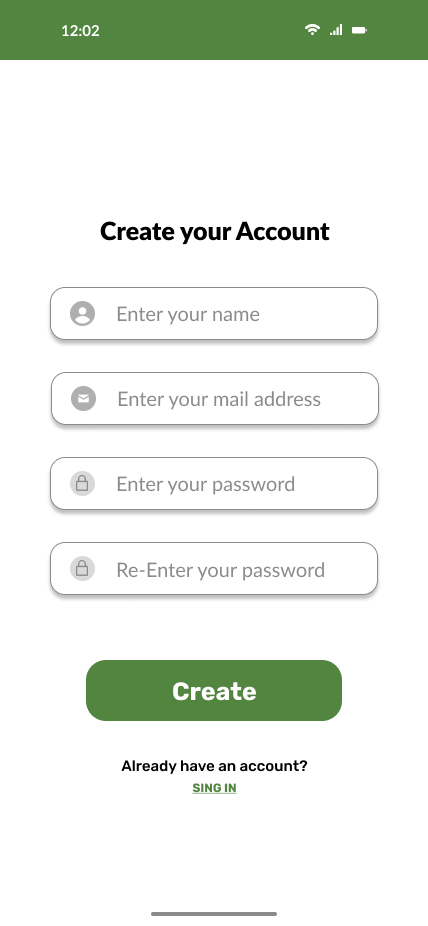 12:02
Create your Account
Enter your name
Enter your mail address
Enter your password
Re-Enter your password
Create
Already have an account?
SING IN